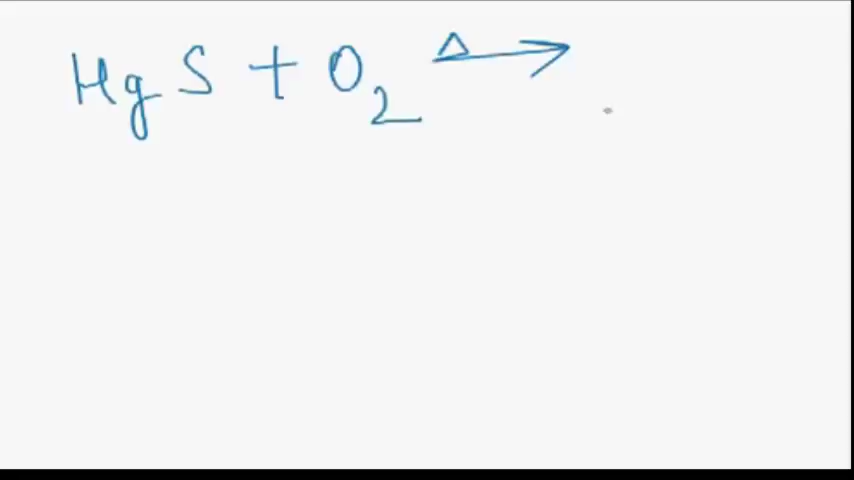 HgS + O₂ △→